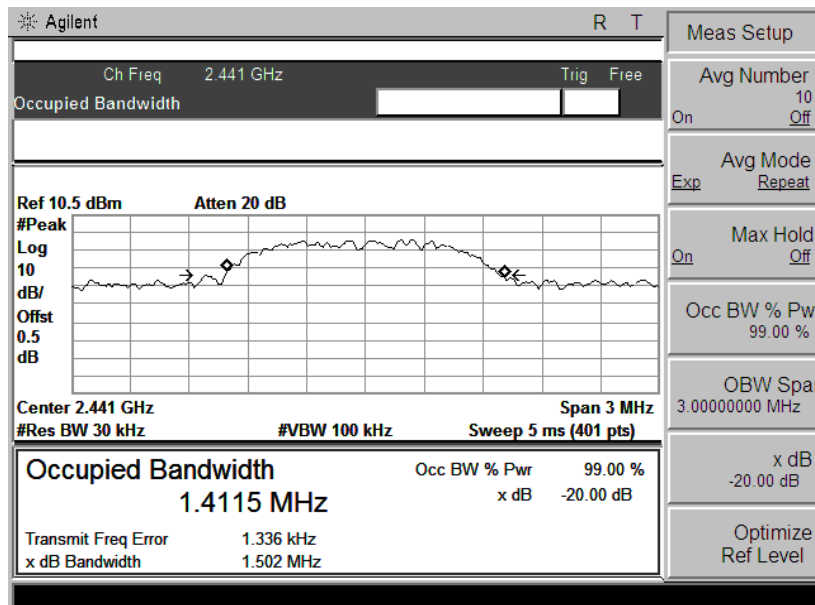 Agilent R T
Ch Freq 2.441 GHz Trig Free
Occupied Bandwidth
Ref 10.5 dBm Atten 20 dB
#Peak
Log
10
dB/
Offst
0.5
dB
Center 2.441 GHz Span 3 MHz
#Res BW 30 kHz #VBW 100 kHz Sweep 5 ms (401 pts)
Occupied Bandwidth
1.4115 MHz
Occ BW % Pwr 99.00 %
x dB -20.00 dB
Transmit Freq Error 1.336 kHz
x dB Bandwidth 1.502 MHz
Meas Setup
Avg Number
10
On Off
Avg Mode
Exp Repeat
Max Hold
On Off
Occ BW % Pw
99.00 %
OBW Spa
3.00000000 MHz
x dB
-20.00 dB
Optimize
Ref Level